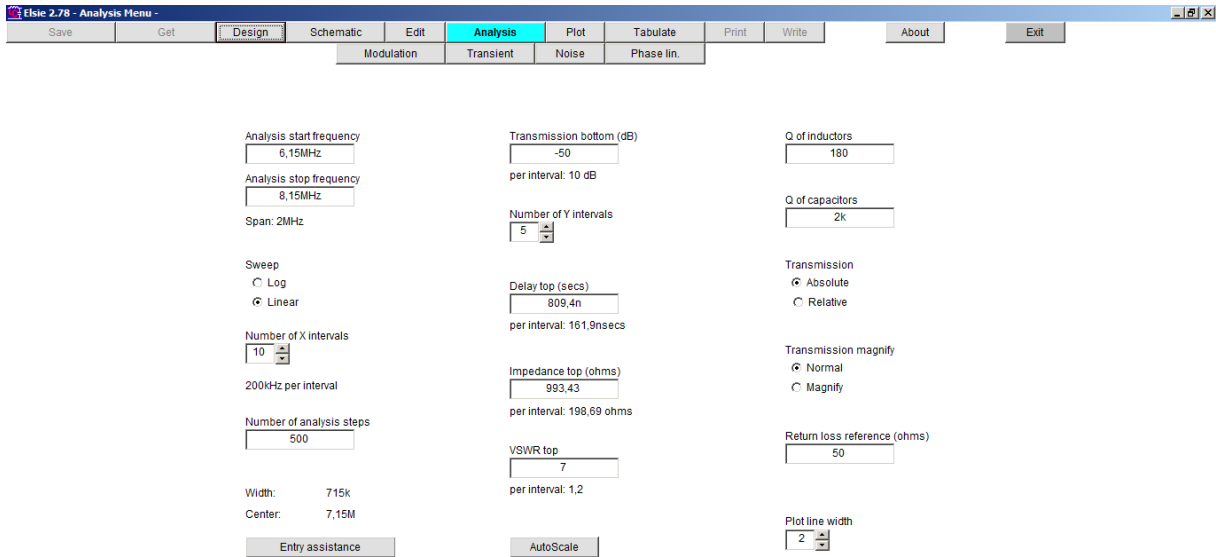 Elsie 2.78 - Analysis Menu -
Save Get Design Schematic Edit Analysis Plot Tabulate Print Write About Exit
Modulation Transient Noise Phase lin.
Analysis start frequency
6,15MHz
Analysis stop frequency
8,15MHz
Span: 2MHz
Sweep
Log
Linear
Number of X intervals
10
200kHz per interval
Number of analysis steps
500
Width: 715k
Center: 7,15M
Entry assistance
Transmission bottom (dB)
-50
per interval: 10 dB
Number of Y intervals
5
Delay top (secs)
809,4n
per interval: 161,9nsecs
Impedance top (ohms)
993,43
per interval: 198,69 ohms
VSWR top
7
per interval: 1,2
AutoScale
Q of inductors
180
Q of capacitors
2k
Transmission
Absolute
Relative
Transmission magnify
Normal
Magnify
Return loss reference (ohms)
50
Plot line width
2